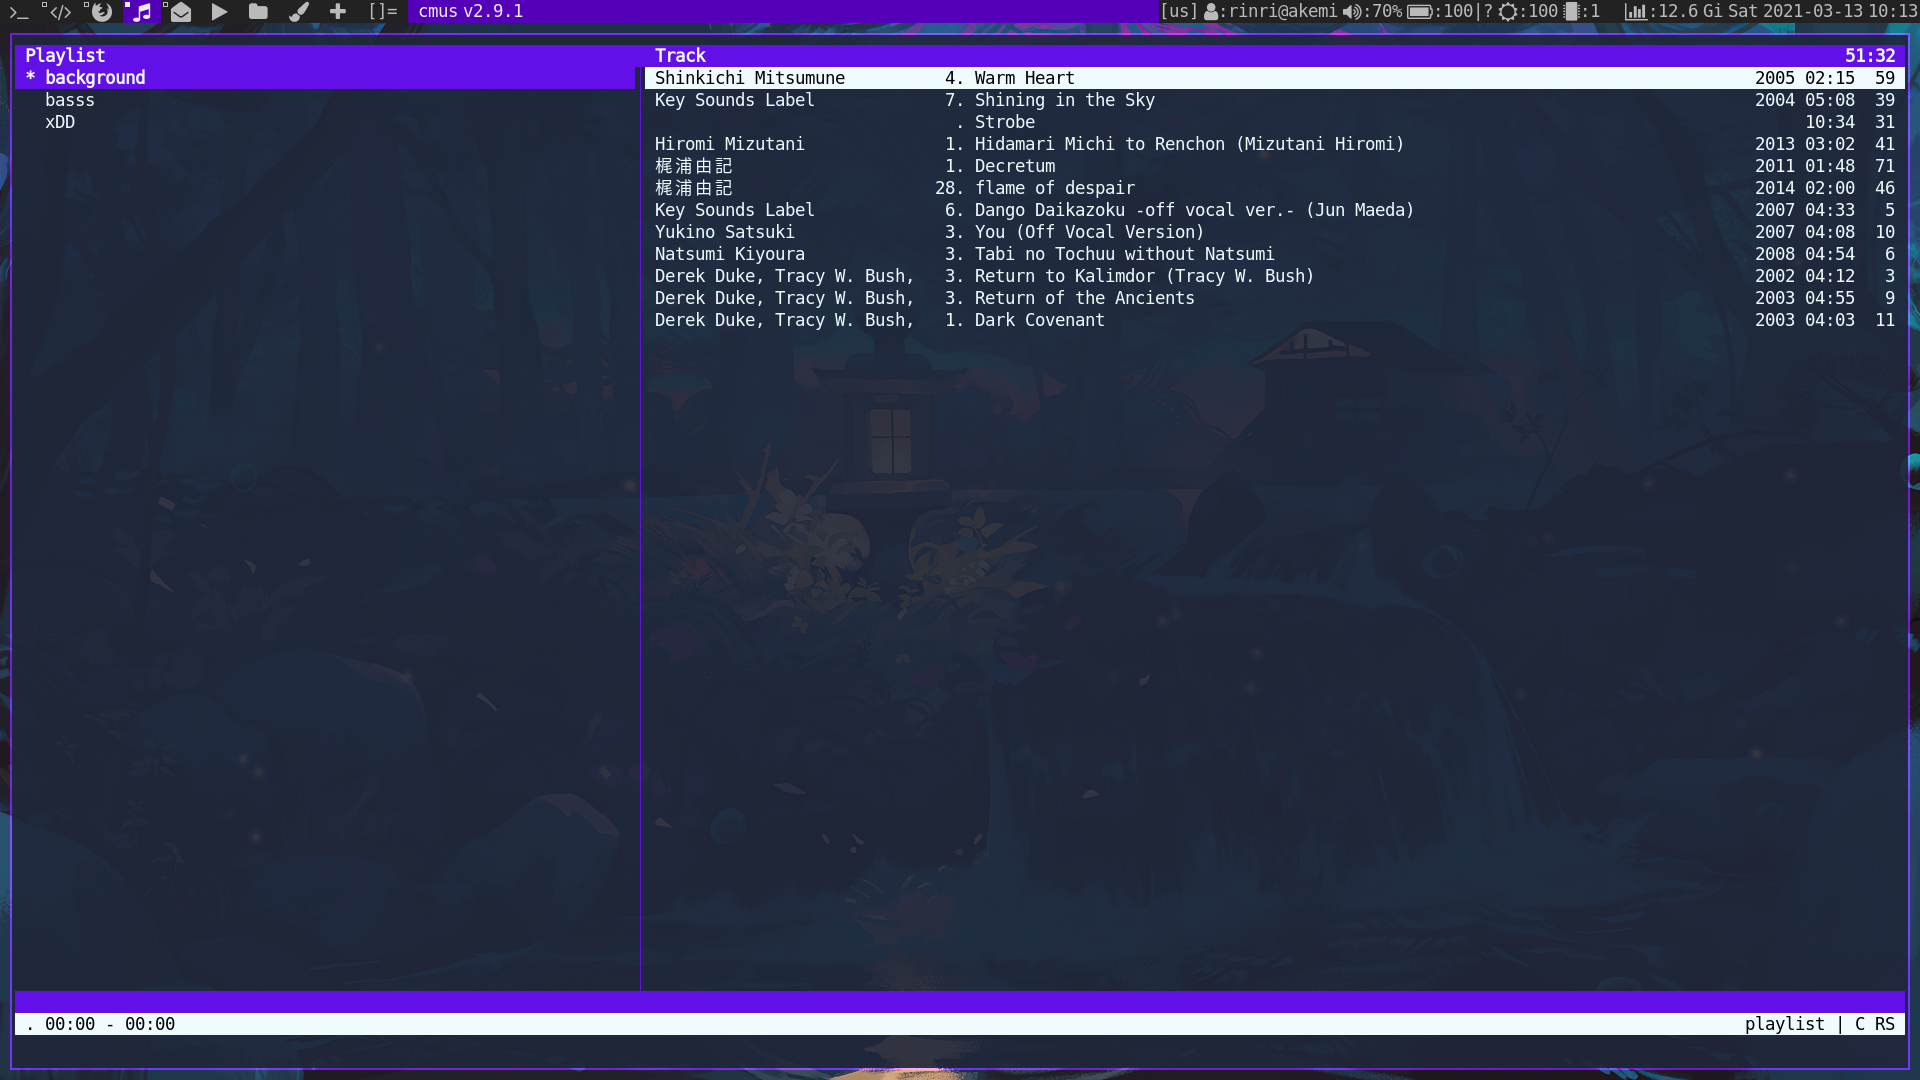 []= cmus v2.9.1 [us] :rinri@akemi :70% :100|? :100 :1 :12.6 Gi Sat 2021-03-13 10:13
Playlist
* background
basss
xDD
Track 51:32
Shinkichi Mitsumune 4. Warm Heart 2005 02:15 59
Key Sounds Label 7. Shining in the Sky 2004 05:08 39
. Strobe 10:34 31
Hiromi Mizutani 1. Hidamari Michi to Renchon (Mizutani Hiromi) 2013 03:02 41
梶浦由記 1. Decretum 2011 01:48 71
梶浦由記 28. flame of despair 2014 02:00 46
Key Sounds Label 6. Dango Daikazoku -off vocal ver.- (Jun Maeda) 2007 04:33 5
Yukino Satsuki 3. You (Off Vocal Version) 2007 04:08 10
Natsumi Kiyoura 3. Tabi no Tochuu without Natsumi 2008 04:54 6
Derek Duke, Tracy W. Bush, 3. Return to Kalimdor (Tracy W. Bush) 2002 04:12 3
Derek Duke, Tracy W. Bush, 3. Return of the Ancients 2003 04:55 9
Derek Duke, Tracy W. Bush, 1. Dark Covenant 2003 04:03 11
. 00:00 - 00:00 playlist | C RS